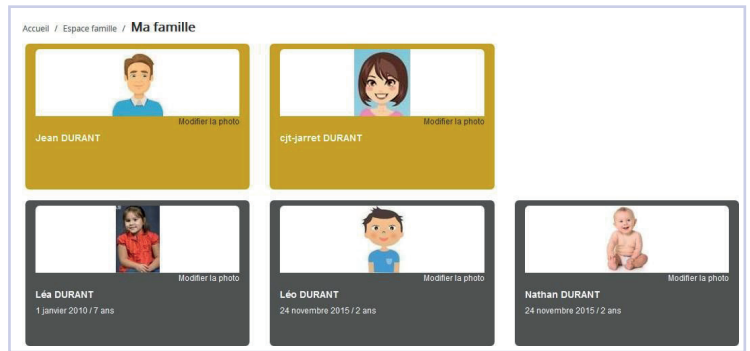 Accueil / Espace famille / Ma famille
Modifier la photo
Jean DURANT
Modifier la photo
cjt-jarret DURANT
Modifier la photo
Léa DURANT
1 janvier 2010 / 7 ans
Modifier la photo
Léo DURANT
24 novembre 2015 / 2 ans
Modifier la photo
Nathan DURANT
24 novembre 2015 / 2 ans